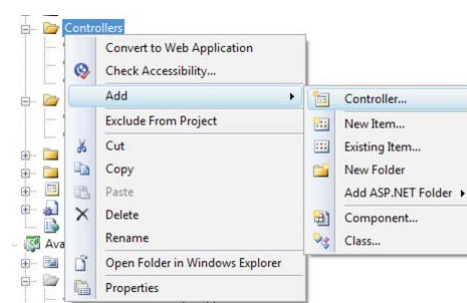 Controllers
Convert to Web Application
Check Accessibility...
Add
Exclude From Project
Cut
Copy
Paste
Delete
Rename
Open Folder in Windows Explorer
Properties
Controller...
New Item...
Existing Item...
New Folder
Add ASP.NET Folder
Component...
Class...
Ava